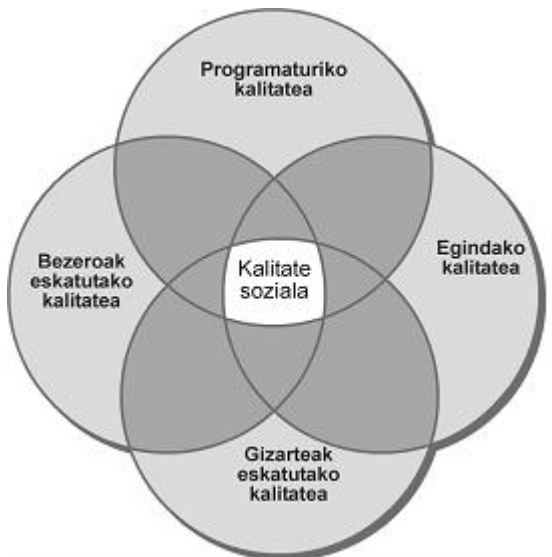 Programaturiko
kalitatea
Bezeroak
eskatutako
kalitatea
Kalitate
soziala
Egindako
kalitatea
Gizarteak
eskatutako
kalitatea